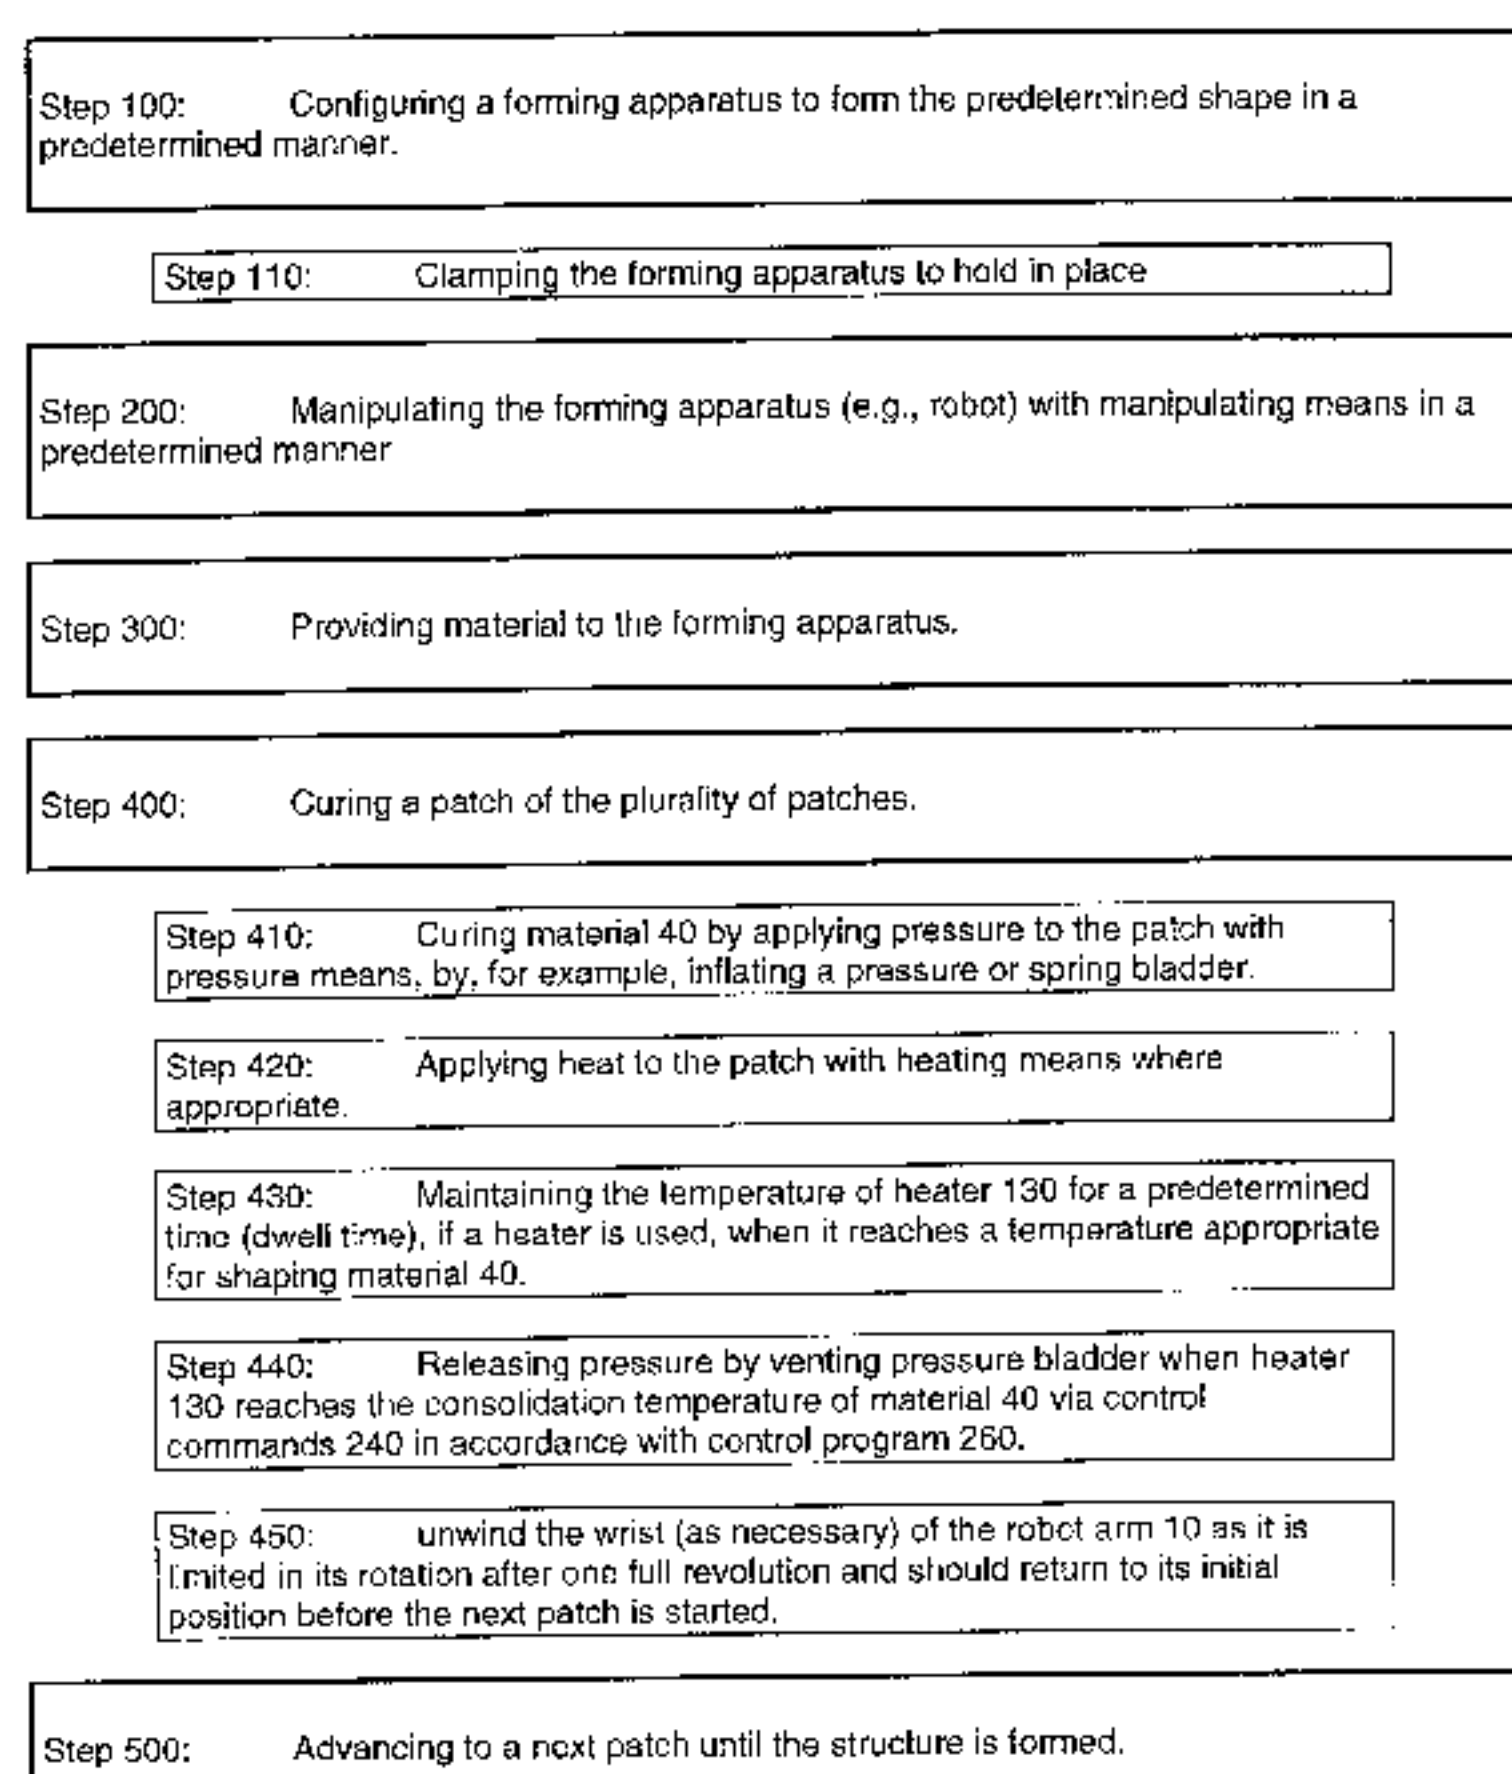 Step 100: Configuring a forming apparatus to form the predetermined shape in a
predetermined manner.
Step 110: Clamping the forming apparatus to hold in place
Step 200: Manipulating the forming apparatus (e.g., robot) with manipulating means in a
predetermined manner
Step 300: Providing material to the forming apparatus.
Step 400: Curing a patch of the plurality of patches.
Step 410: Curing material 40 by applying pressure to the patch with
pressure means, by, for example, inflating a pressure or spring bladder.
Step 420: Applying heat to the patch with heating means where
appropriate.
Step 430: Maintaining the temperature of heater 130 for a predetermined
time (dwell time), if a heater is used, when it reaches a temperature appropriate
for shaping material 40.
Step 440: Releasing pressure by venting pressure bladder when heater
130 reaches the consolidation temperature of material 40 via control
commands 240 in accordance with control program 260.
Step 450: unwind the wrist (as necessary) of the robot arm 10 as it is
limited in its rotation after one full revolution and should return to its initial
position before the next patch is started.
Step 500: Advancing to a next patch until the structure is formed.